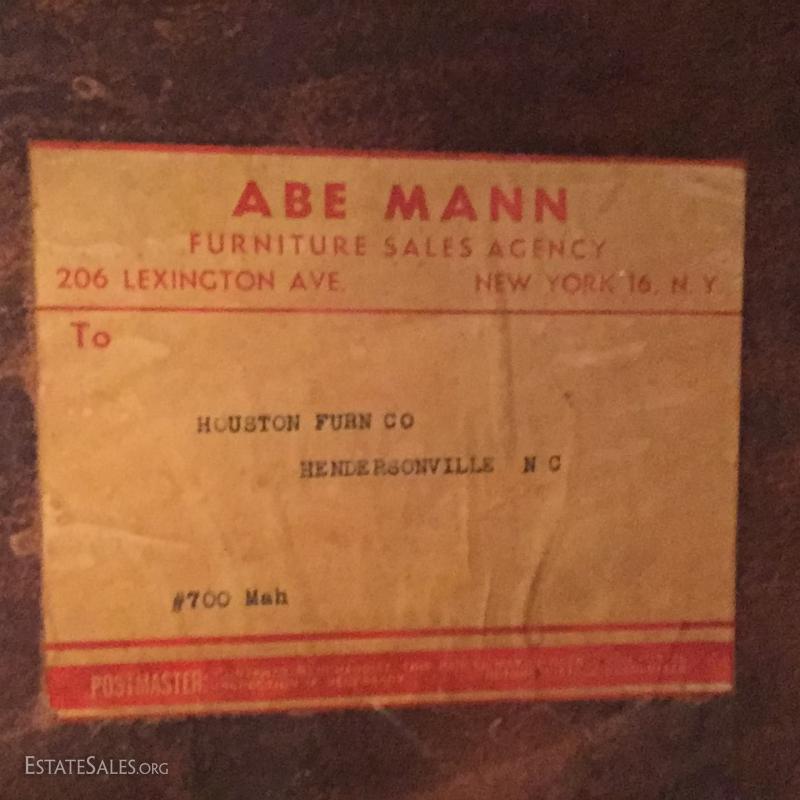 ABE MANN
FURNITURE SALES AGENCY
206 LEXINGTON AVE. NEW YORK 16, N. Y.
To
HOUSTON FURN CO
HENDERSONVILLE N C
#700 Mah
POSTMASTER:
ESTATESALES.ORG